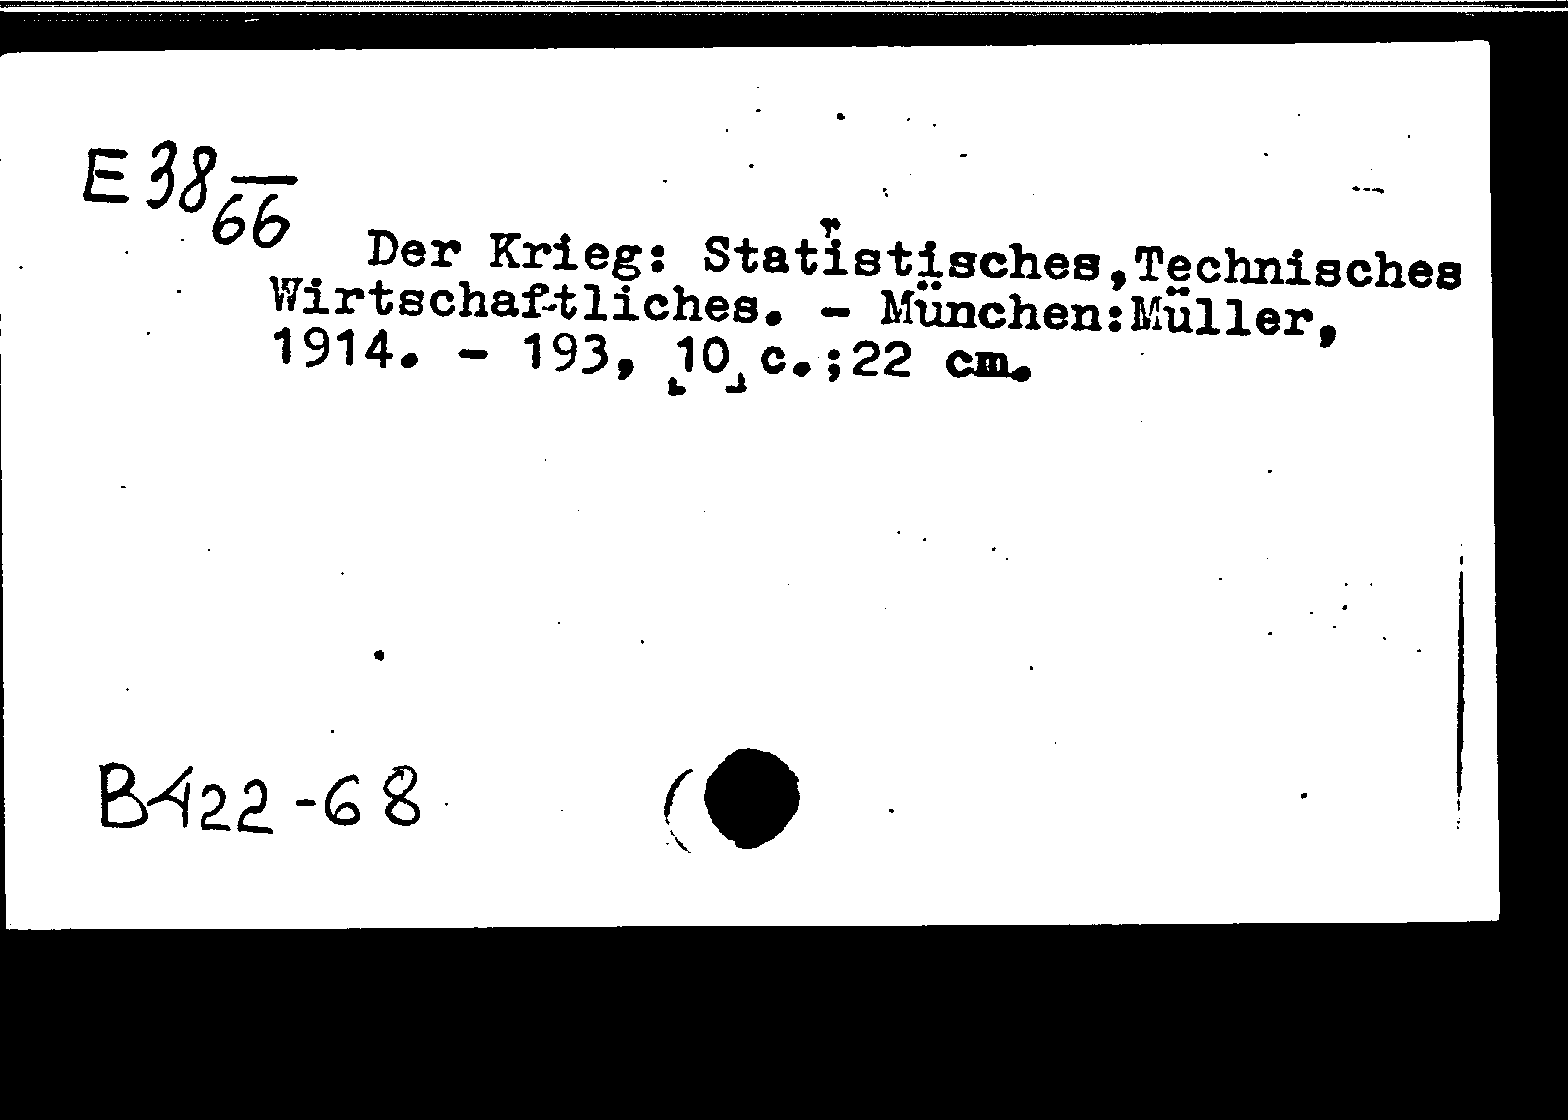 E 38
66
Der Krieg: Statistisches, Technisches
Wirtschaftliches. - München: Müller,
1914. - 193, [10] c.; 22 cm.
B422-68